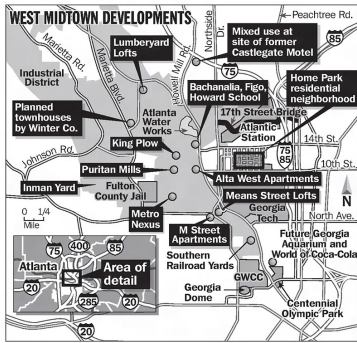 WEST MIDTOWN DEVELOPMENTS
Peachtree Rd.
Northside
Dr.
Marietta Rd.
Marietta Blvd.
Howell Mill Rd.
75
85
Lumberyard
Lofts
Mixed use at
site of former
Castlegate Motel
75
Industrial
District
Bachanalia, Figo,
Howard School
Home Park
residential
neighborhood
Planned
townhouses
by Winter Co.
Atlanta
Water
Works
17th Street Bridge
Atlantic
Station
14th St.
King Plow
75
85
10th St.
Johnson Rd.
Puritan Mills
Alta West Apartments
Inman Yard
Fulton
County Jail
Means Street Lofts
N
North Ave.
0 1/4
Mile
Metro
Nexus
Georgia
Tech
M Street
Apartments
Future Georgia
Aquarium and
World of Coca-Cola
75
400
85
Atlanta
Area of
detail
Southern
Railroad Yards
GWCC
20
285
20
Georgia
Dome
Centennial
Olympic Park
20
20